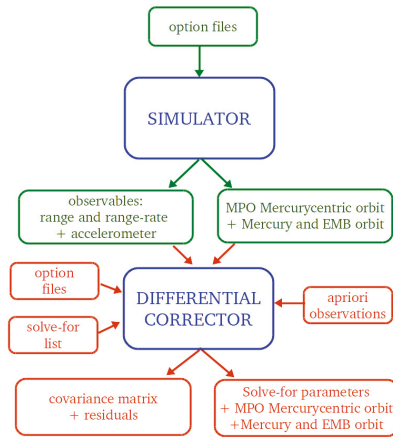 option files
SIMULATOR
observables:
range and range-rate
+ accelerometer
MPO Mercurycentric orbit
+ Mercury and EMB orbit
option
files
solve-for
list
DIFFERENTIAL
CORRECTOR
apriori
observations
covariance matrix
+ residuals
Solve-for parameters
+ MPO Mercurycentric orbit
+Mercury and EMB orbit